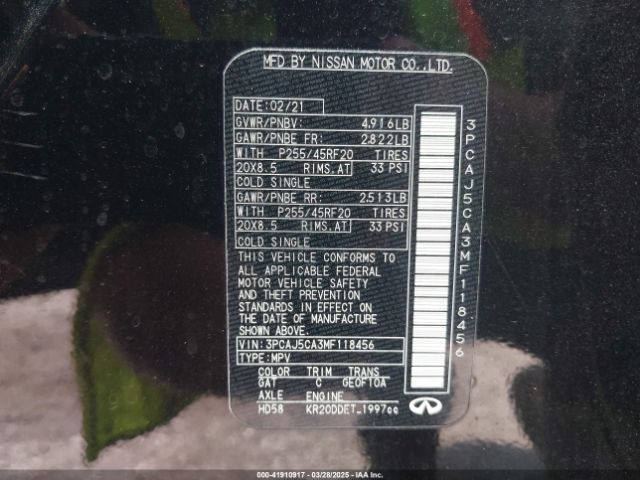 MFD BY NISSAN MOTOR CO.,LTD.
DATE: 02/21
GVWR/PNBV: 4.916LB
GAWR/PNBE FR: 2.822LB
WITH P255/45RF20 TIRES
20X8.5 RIMS.AT 33 PSI
COLD SINGLE
GAWR/PNBE RR: 2.513LB
WITH P255/45RF20 TIRES
20X8.5 RIMS.AT 33 PSI
COLD SINGLE
THIS VEHICLE CONFORMS TO
ALL APPLICABLE FEDERAL
MOTOR VEHICLE SAFETY
AND THEFT PREVENTION
STANDARDS IN EFFECT ON
THE DATE OF MANUFACTURE
SHOWN ABOVE.
VIN:3PCAJ5CA3MF118456
TYPE:MPV
COLOR TRIM TRANS
GAT C GEOF10A
AXLE ENGINE
HD58 KR20DDET_1997cc
3PCAJ5CA3MF118456
000-41910917 | 03/28/2025 - IAAI.COM